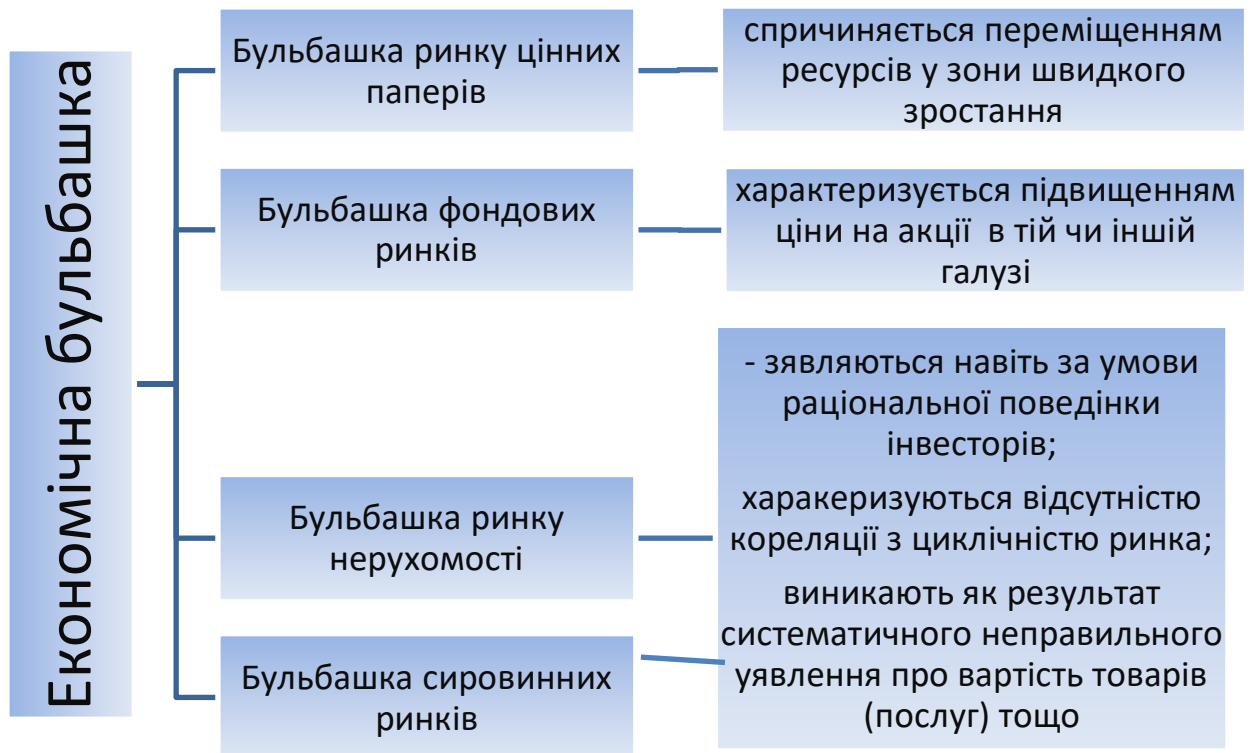 Економічна бульбашка
Бульбашка ринку цінних
паперів
спричиняється переміщенням
ресурсів у зони швидкого
зростання
Бульбашка фондових
ринків
характеризується підвищенням
ціни на акції в тій чи іншій
галузі
Бульбашка ринку
нерухомості
Бульбашка сировинних
ринків
- зявляються навіть за умови
раціональної поведінки
інвесторів;
харакеризуються відсутністю
кореляції з циклічністю ринка;
виникають як результат
систематичного неправильного
уявлення про вартість товарів
(послуг) тощо